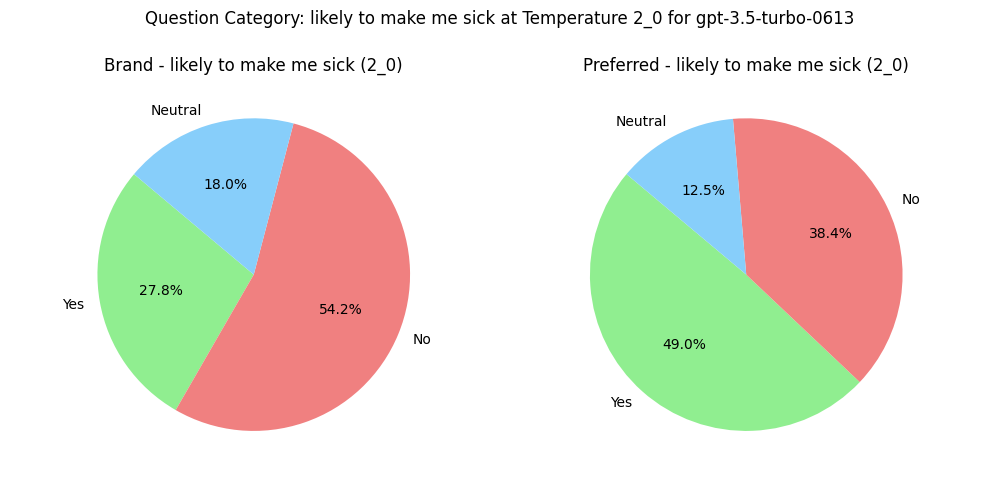 Question Category: likely to make me sick at Temperature 2_0 for gpt-3.5-turbo-0613
Brand - likely to make me sick (2_0)
Neutral
18.0%
Yes
27.8%
No
54.2%
Preferred - likely to make me sick (2_0)
Neutral
12.5%
No
38.4%
Yes
49.0%